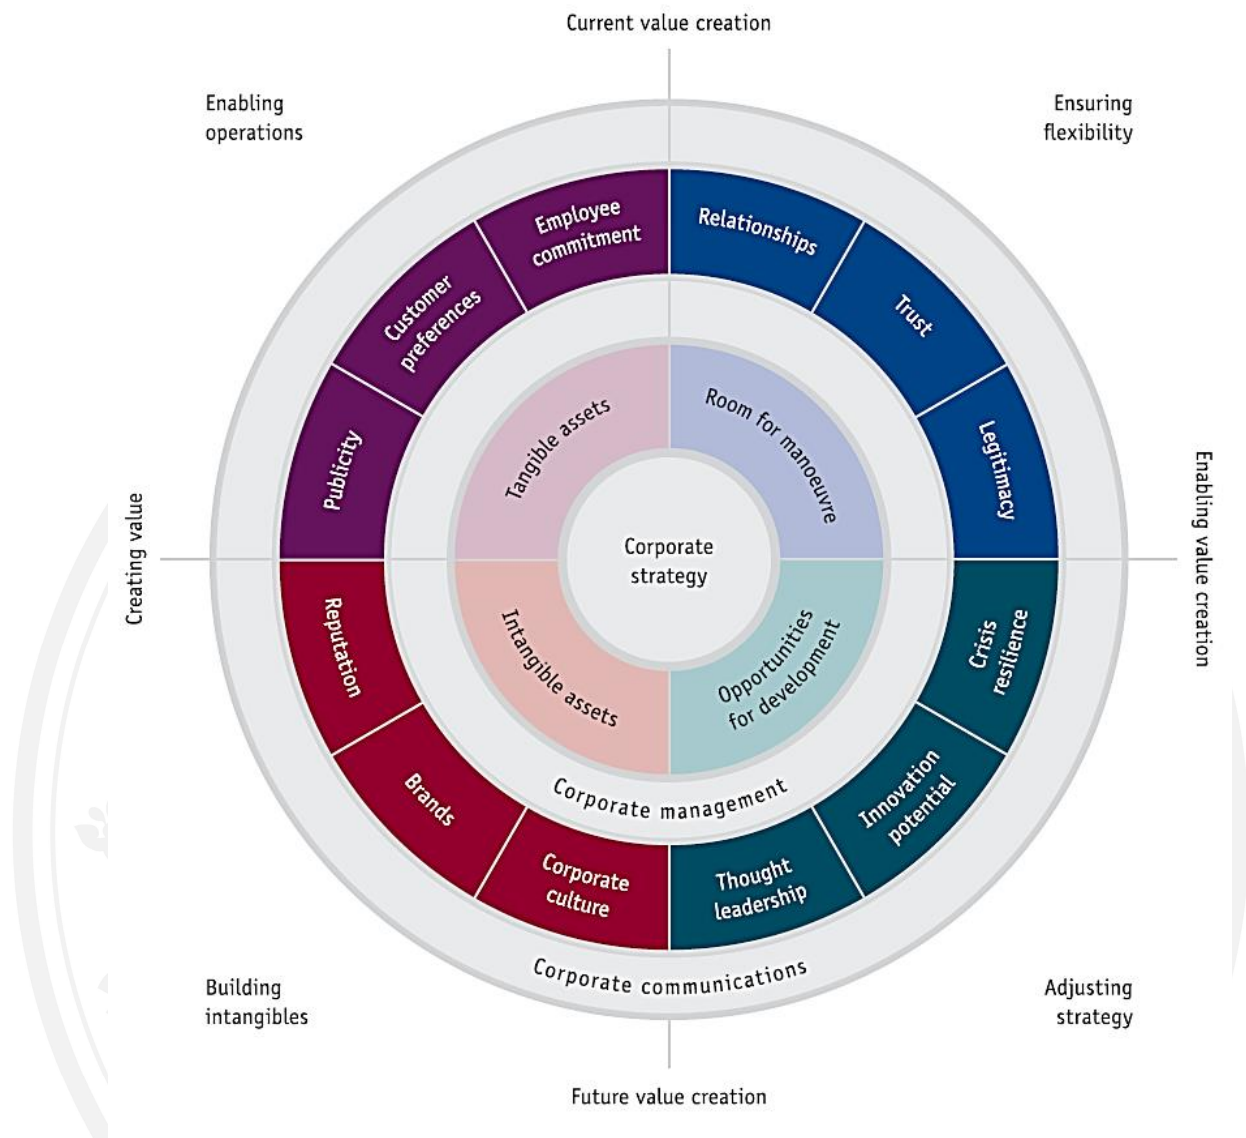 Current value creation
Enabling
operations
Ensuring
flexibility
Employee
commitment
Relationships
Customer
preferences
Trust
Publicity
Legitimacy
Tangible assets
Room for manoeuvre
Creating value
Enabling value creation
Corporate
strategy
Reputation
Intangible assets
Opportunities
for development
Crisis
resilience
Brands
Corporate management
Innovation
potential
Corporate
culture
Thought
leadership
Corporate communications
Building
intangibles
Adjusting
strategy
Future value creation